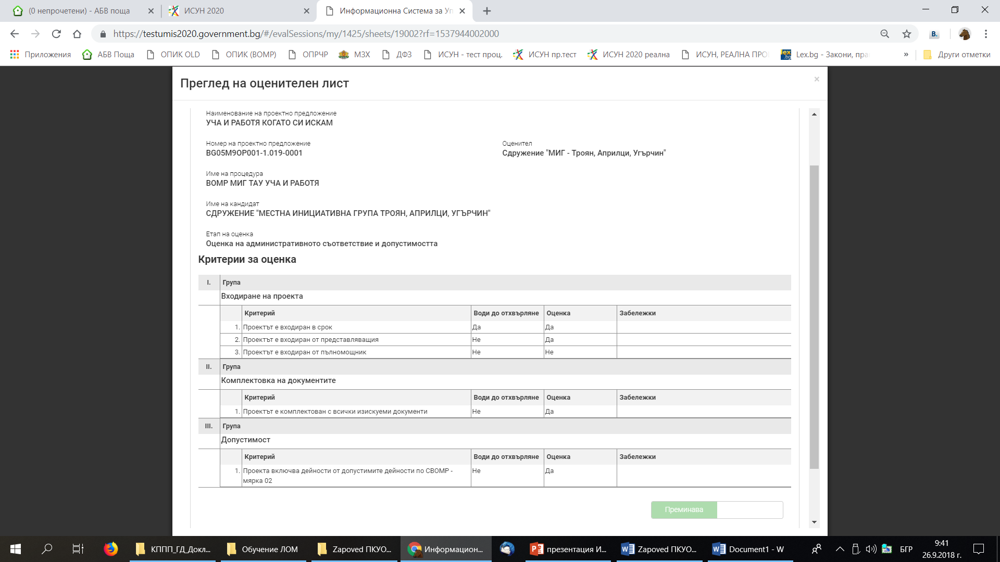 (0 непрочетени) - АБВ поща
ИСУН 2020
Информационна Система за Уп
https://testumis2020.government.bg/#/evalSessions/my/1425/sheets/19002?rf=1537944002000
Приложения АБВ Поща ОПИК OLD ОПИК (ВОМР) ОПРЧР МЗХ ДФЗ ИСУН - тест проц. ИСУН пр.тест ИСУН 2020 реална ИСУН, РЕАЛНА ПРО Lex.bg - Закони, пра » Други отметки
Преглед на оценителен лист
Наименование на проектно предложение
УЧА И РАБОТЯ КОГАТО СИ ИСКАМ
Номер на проектно предложение
BG05M9OP001-1.019-0001
Оценител
Сдружение "МИГ - Троян, Априлци, Угърчин"
Име на процедура
ВОМР МИГ ТАУ УЧА И РАБОТЯ
Име на кандидат
СДРУЖЕНИЕ "МЕСТНА ИНИЦИАТИВНА ГРУПА ТРОЯН, АПРИЛЦИ, УГЪРЧИН"
Етап на оценка
Оценка на административното съответствие и допустимостта
Критерии за оценка
I. Група
Входиране на проекта
Критерий Води до отхвърляне Оценка Забележки
1. Проектът е входиран в срок Да Да
2. Проектът е входиран от представляващия Не Да
3. Проектът е входиран от пълномощник Не Не
II. Група
Комплектовка на документите
Критерий Води до отхвърляне Оценка Забележки
1. Проектът е комплектован с всички изискуеми документи Не Да
III. Група
Допустимост
Критерий Води до отхвърляне Оценка Забележки
1. Проекта включва дейности от допустимите дейности по СВОМР - Не Да
мярка 02
Преминава
КППП_ГД_Докл... Обучение ЛОМ Zapoved ПКУО... Информацион... презентация И... Zapoved ПКУО... Document1 - W БГР
9:41
26.9.2018 г.